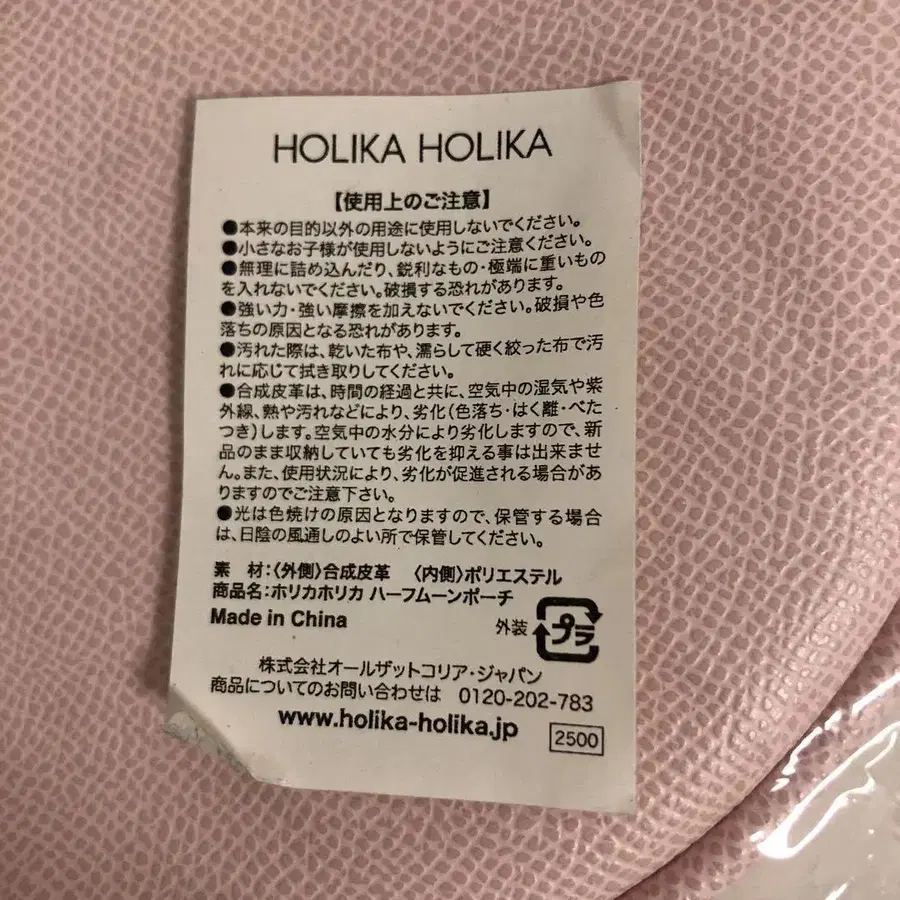 HOLIKA HOLIKA
【使用上のご注意】
●本来の目的以外の用途に使用しないでください。
●小さなお子様が使用しないようにご注意ください。
●無理に詰め込んだり、鋭利なもの・極端に重いもの
を入れないでください。破損する恐れがあります。
●強い力・強い摩擦を加えないでください。破損や色
落ちの原因となる恐れがあります。
●汚れた際は、乾いた布や、濡らして硬く絞った布で汚
れに応じて拭き取りしてください。
●合成皮革は、時間の経過と共に、空気中の湿気や紫
外線、熱や汚れなどにより、劣化(色落ち・はく離・べた
つき)します。空気中の水分により劣化しますので、新
品のまま収納していても劣化を抑える事は出来ませ
ん。また、使用状況により、劣化が促進される場合があ
りますのでご注意下さい。
●光は色焼けの原因となりますので、保管する場合
は、日陰の風通しのよい所で保管してください。
素 材:〈外側〉合成皮革 〈内側〉ポリエステル
商品名:ホリカホリカ ハーフムーンポーチ
Made in China
外装 プラ
株式会社オールザットコリア・ジャパン
商品についてのお問い合わせは 0120-202-783
www.holika-holika.jp
2500